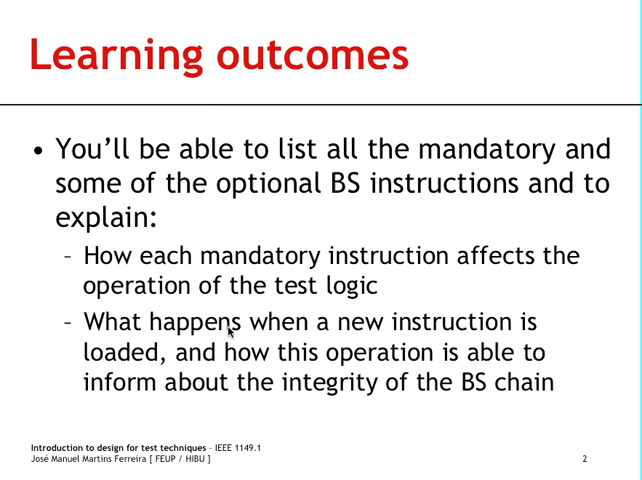 Learning outcomes
• You’ll be able to list all the mandatory and
some of the optional BS instructions and to
explain:
– How each mandatory instruction affects the
operation of the test logic
– What happens when a new instruction is
loaded, and how this operation is able to
inform about the integrity of the BS chain
Introduction to design for test techniques – IEEE 1149.1
José Manuel Martins Ferreira [ FEUP / HIBU ]
2